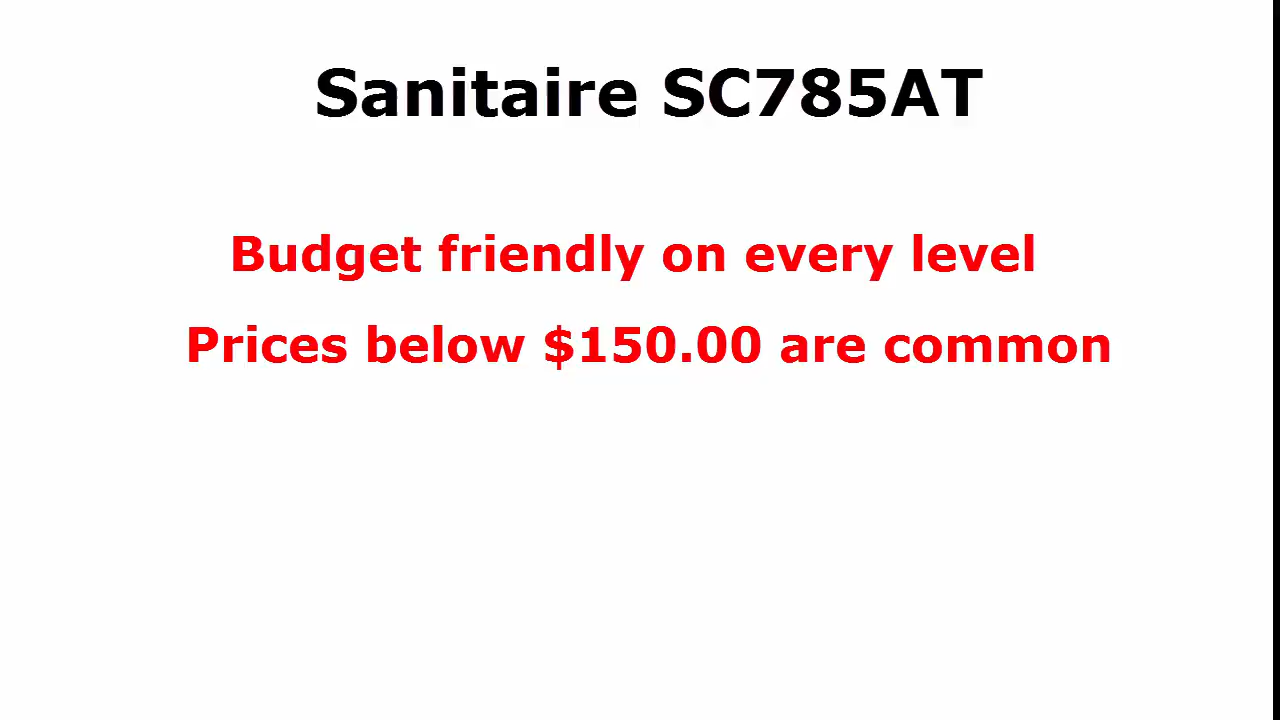 Sanitaire SC785AT
Budget friendly on every level
Prices below $150.00 are common